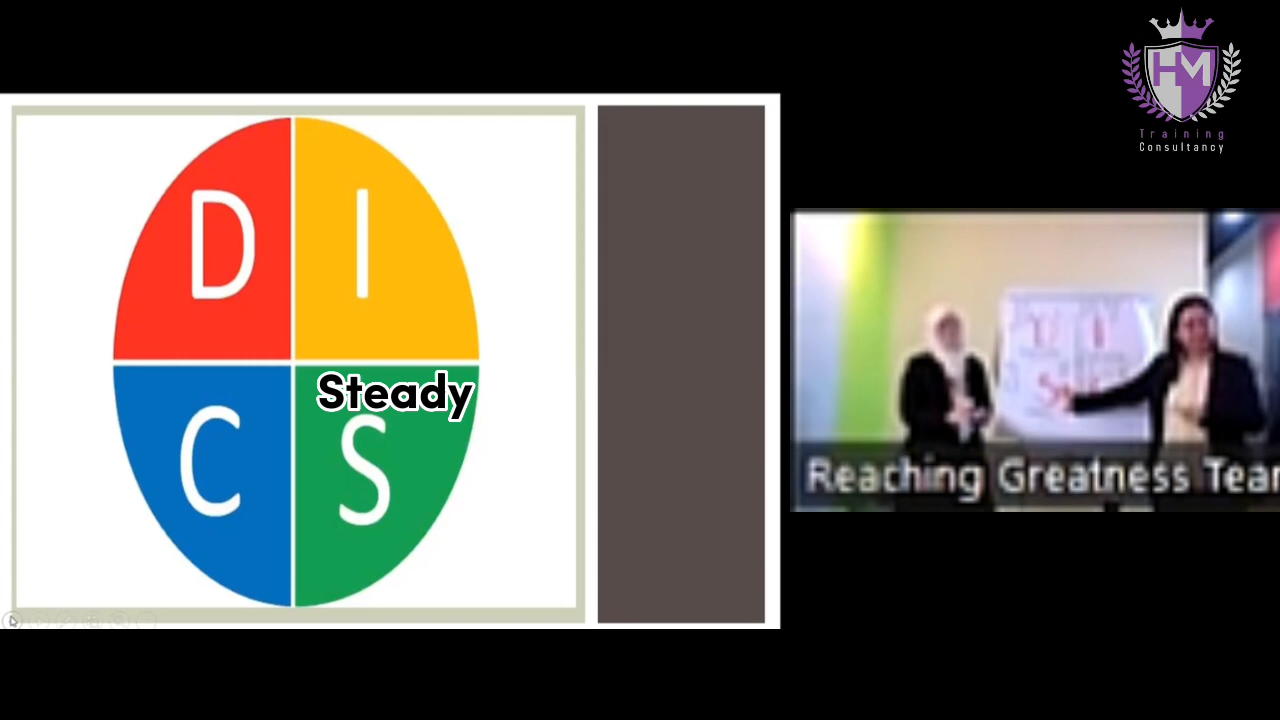 HM
Training
Consultancy
D I
Steady
C S
Reaching Greatness Tea